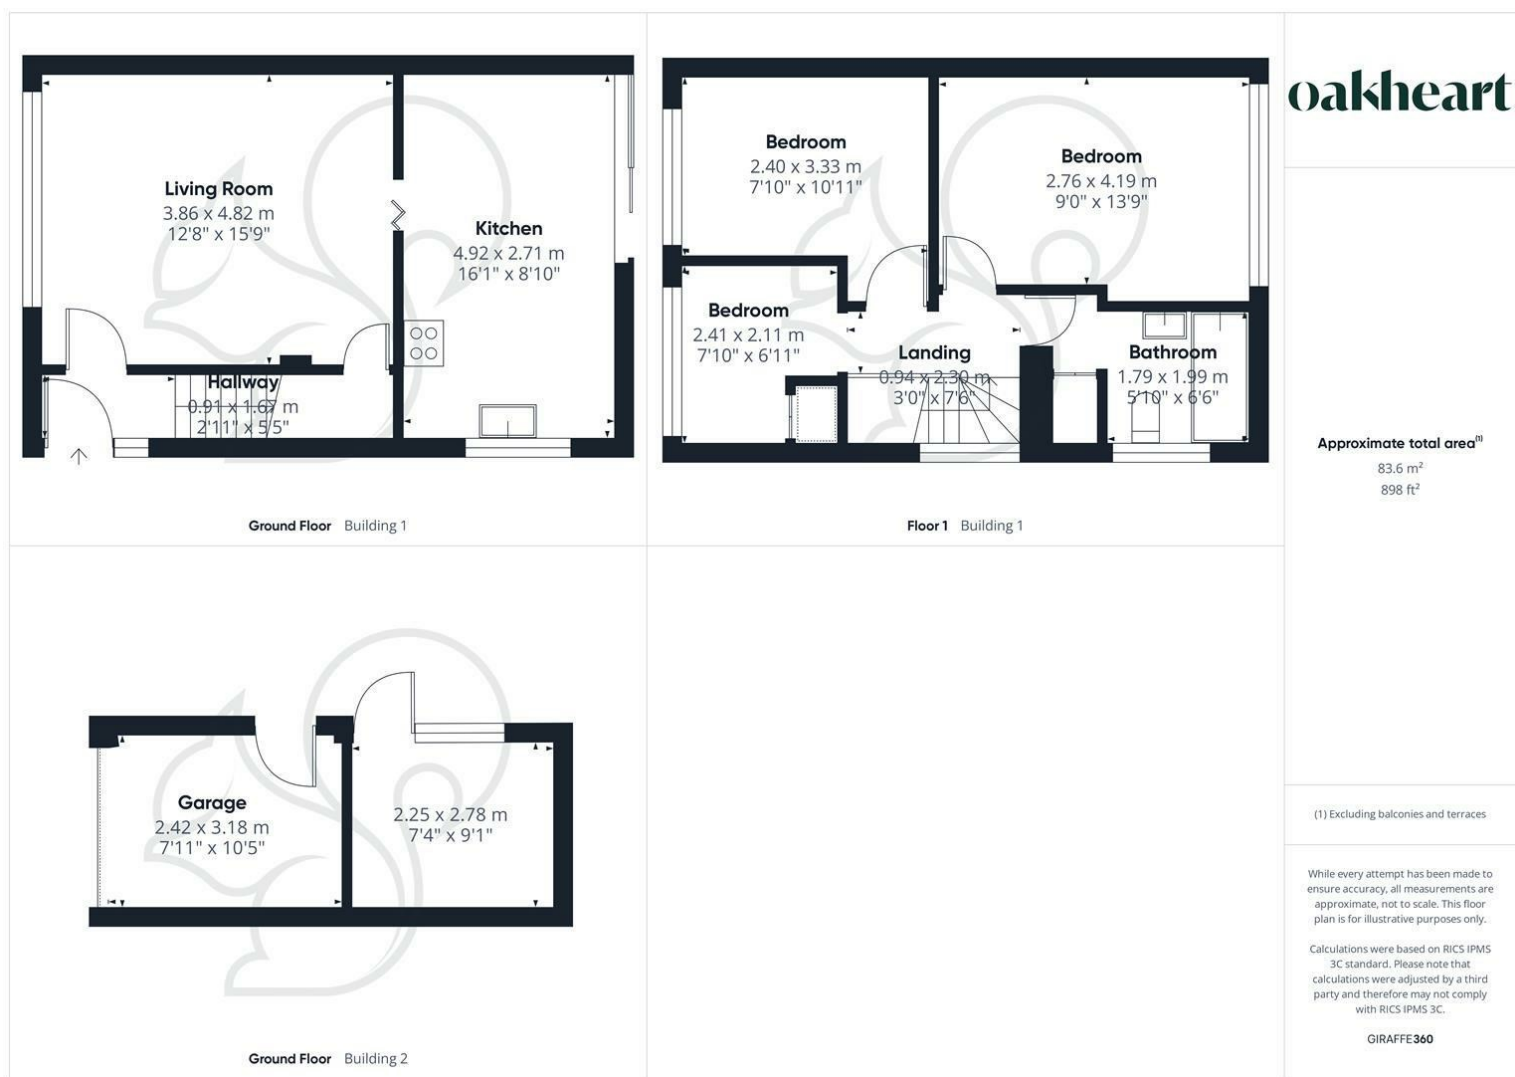 Living Room
3.86 x 4.82 m
12'8" x 15'9"
Kitchen
4.92 x 2.71 m
16'1" x 8'10"
Hallway
0.91 x 1.67 m
2'11" x 5'5"
Ground Floor Building 1
Bedroom
2.40 x 3.33 m
7'10" x 10'11"
Bedroom
2.76 x 4.19 m
9'0" x 13'9"
Bedroom
2.41 x 2.11 m
7'10" x 6'11"
Landing
0.94 x 2.30 m
3'0" x 7'6"
Bathroom
1.79 x 1.99 m
5'10" x 6'6"
Floor 1 Building 1
Garage
2.42 x 3.18 m
7'11" x 10'5"
2.25 x 2.78 m
7'4" x 9'1"
Ground Floor Building 2
oakheart
Approximate total area(1)
83.6 m²
898 ft²
(1) Excluding balconies and terraces
While every attempt has been made to
ensure accuracy, all measurements are
approximate, not to scale. This floor
plan is for illustrative purposes only.
Calculations were based on RICS IPMS
3C standard. Please note that
calculations were adjusted by a third
party and therefore may not comply
with RICS IPMS 3C.
GIRAFFE360